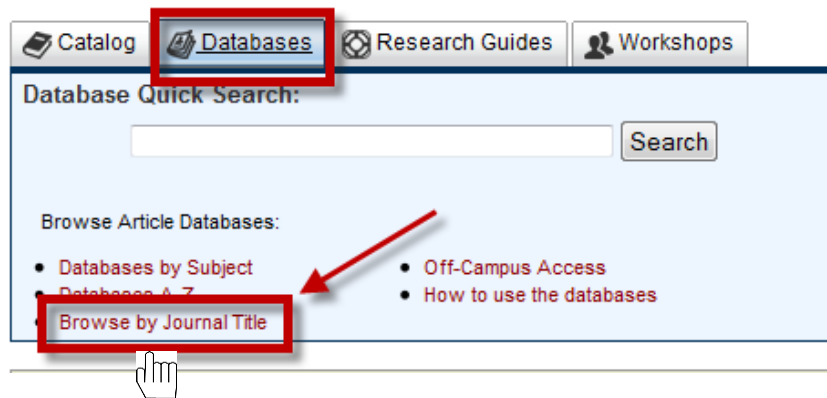 Catalog Databases Research Guides Workshops
Database Quick Search:
Search
Browse Article Databases:
Databases by Subject Off-Campus Access
Databases A-Z How to use the databases
Browse by Journal Title